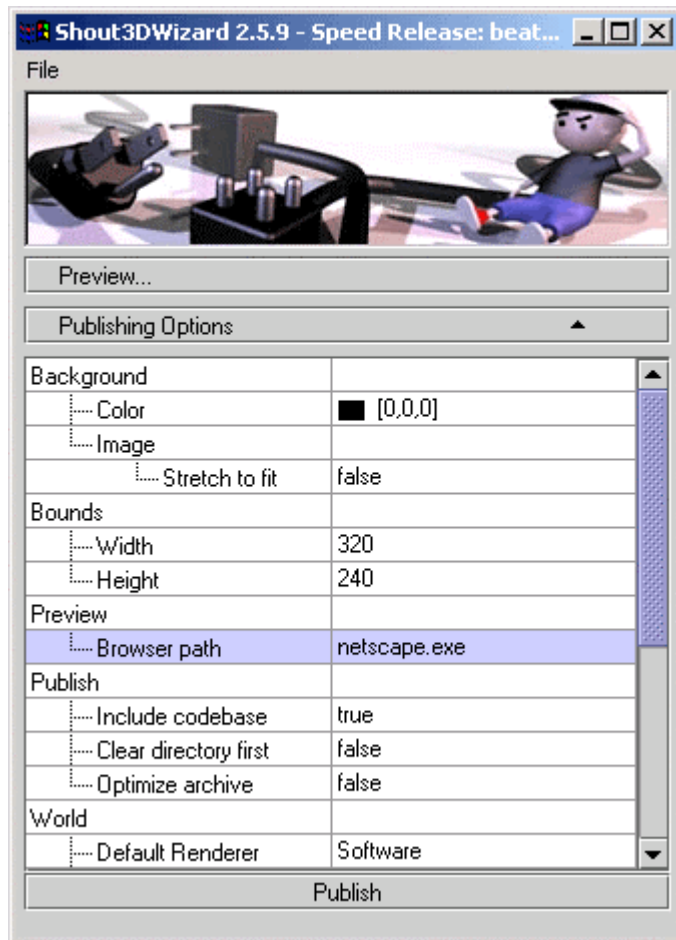 Shout3DWizard 2.5.9 - Speed Release: beat...
File
Preview...
Publishing Options
Background
Color [0,0,0]
Image
Stretch to fit false
Bounds
Width 320
Height 240
Preview
Browser path netscape.exe
Publish
Include codebase true
Clear directory first false
Optimize archive false
World
Default Renderer Software
Publish